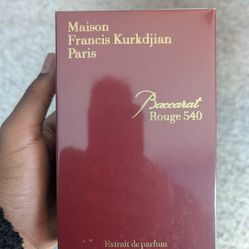 Maison
Francis Kurkdjian
Paris
Baccarat
Rouge 540
Extrait de parfum